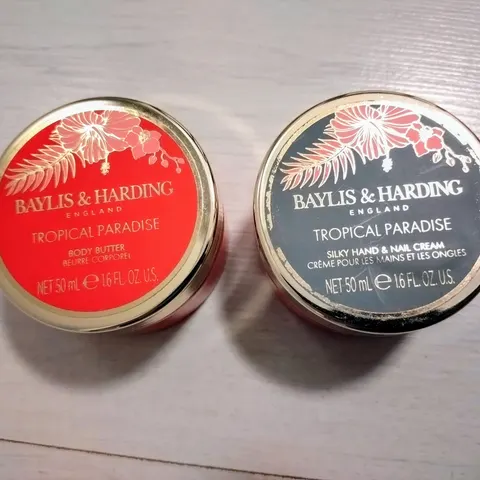 BAYLIS & HARDING
ENGLAND
TROPICAL PARADISE
BODY BUTTER
BEURRE CORPOREL
NET 50 mL ℮ 1.6 FL. OZ. U.S.
BAYLIS & HARDING
ENGLAND
TROPICAL PARADISE
SILKY HAND & NAIL CREAM
CRÈME POUR LES MAINS ET LES ONGLES
NET 50 mL ℮ 1.6 FL. OZ. U.S.